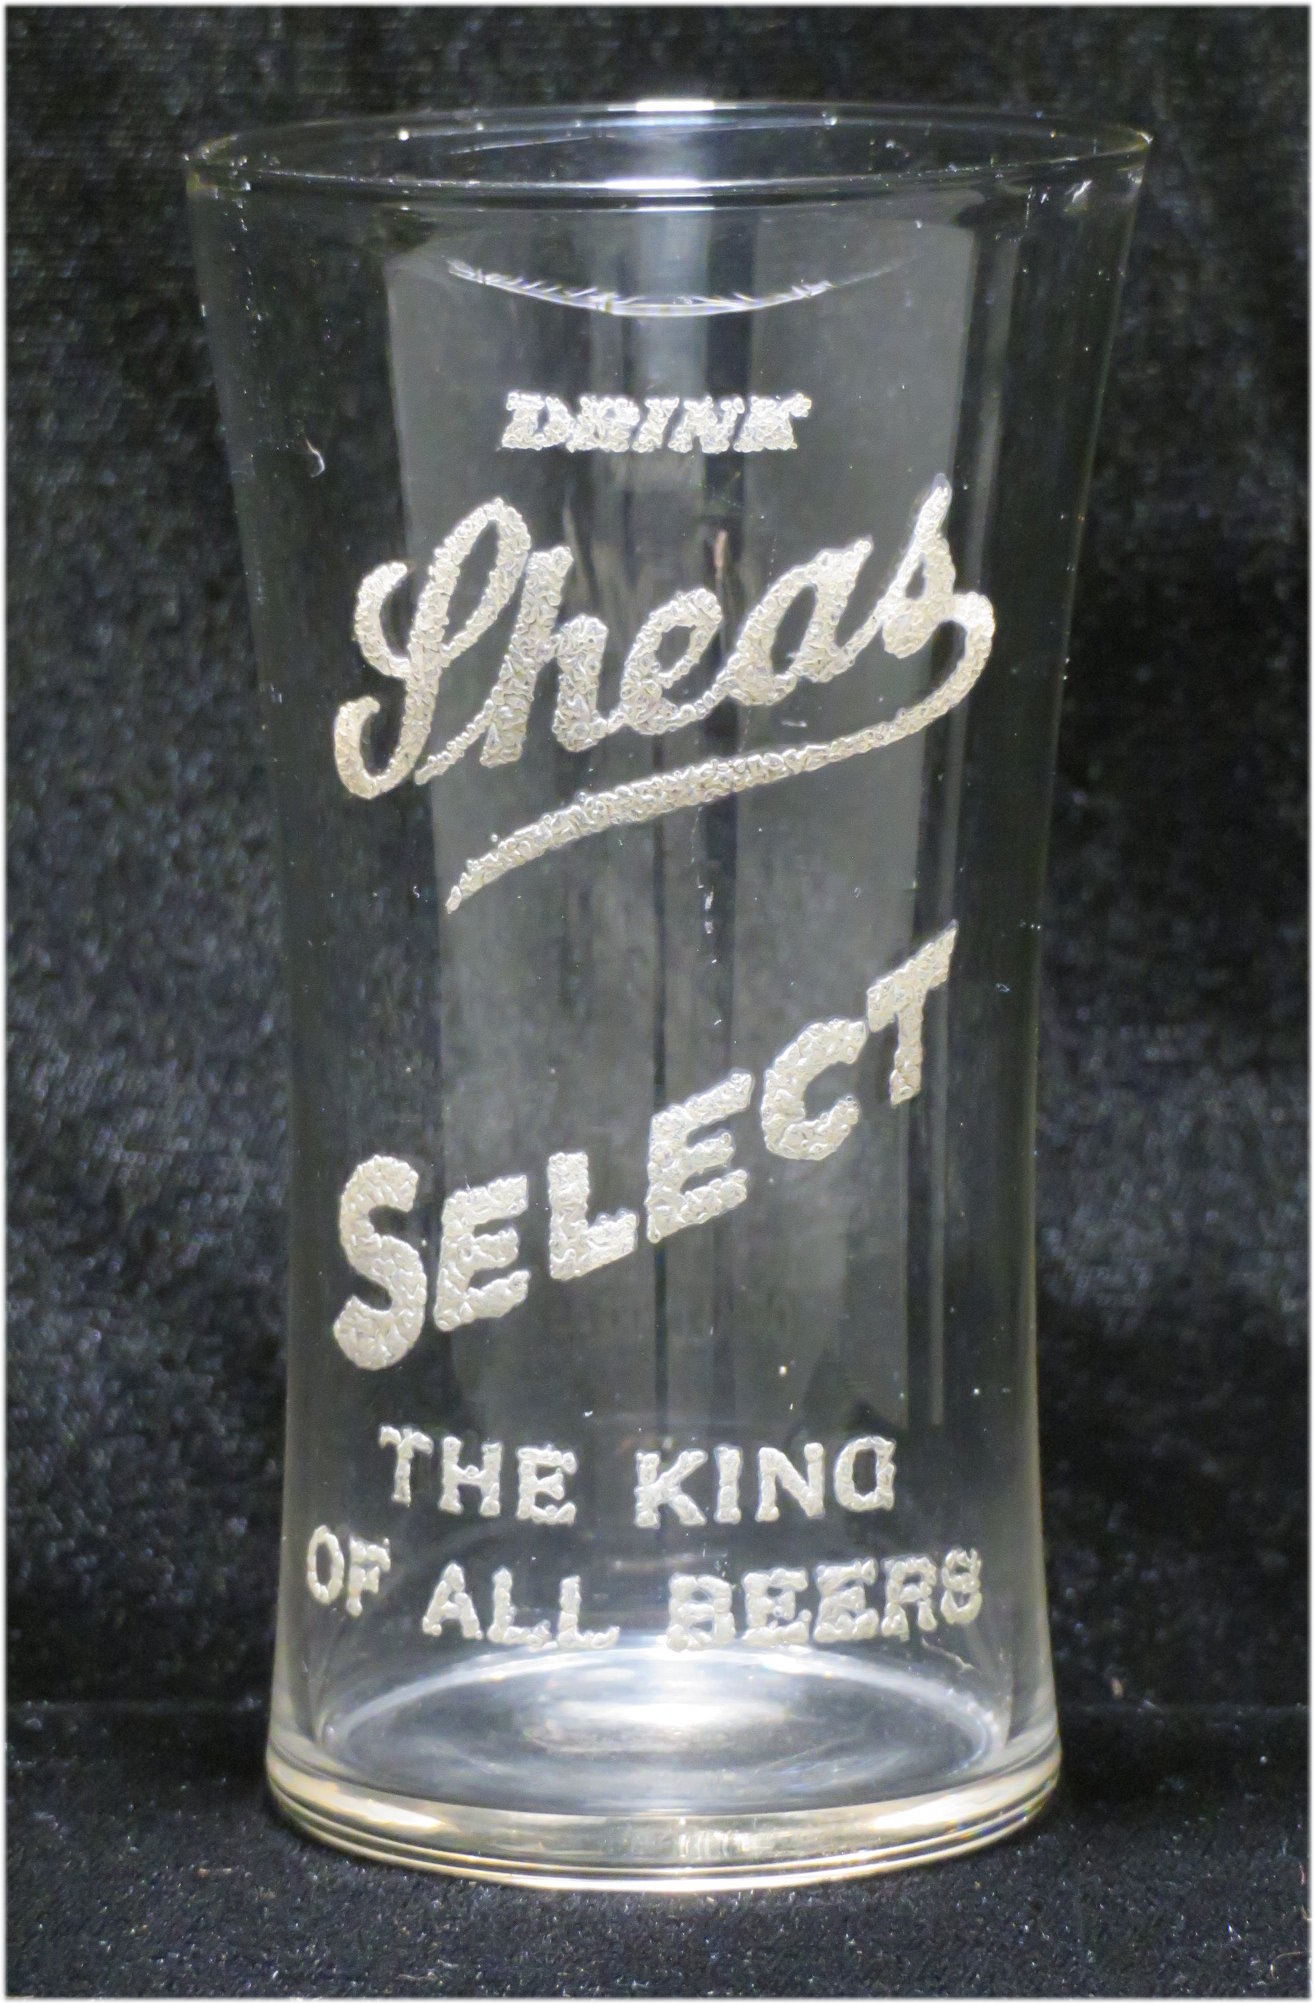 DRINK
Sheas
SELECT
THE KING
OF ALL BEERS